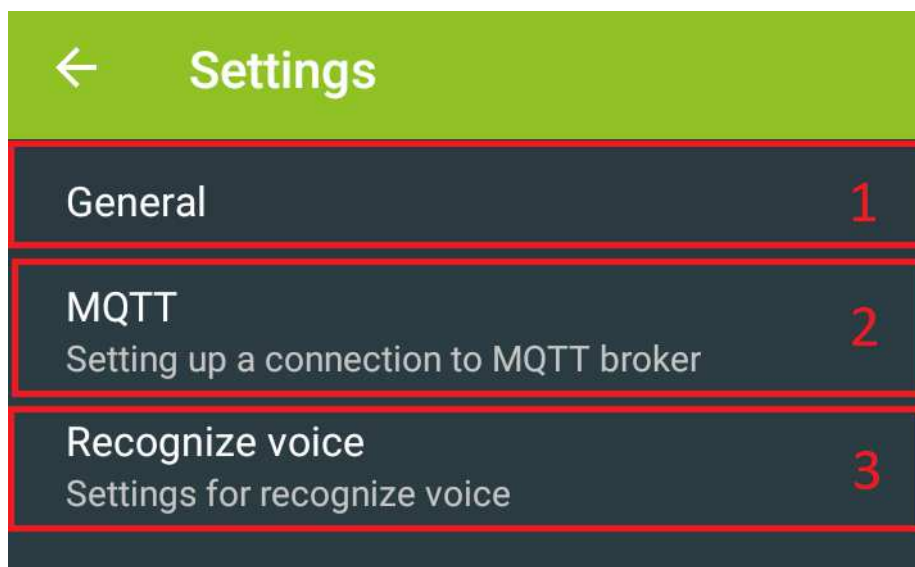 Settings
General
1
MQTT
Setting up a connection to MQTT broker
2
Recognize voice
Settings for recognize voice
3